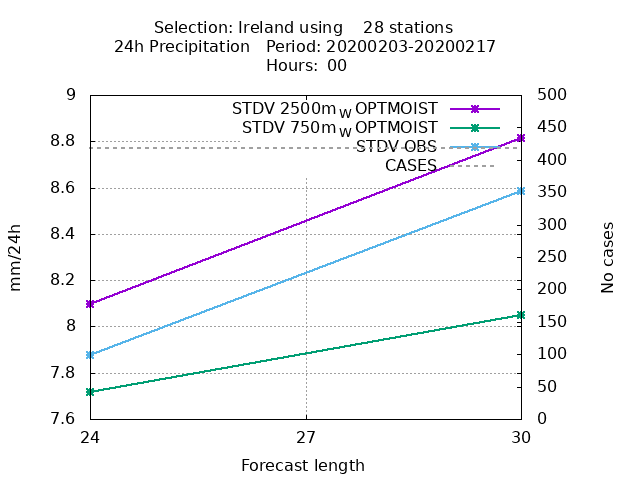 Selection: Ireland using    28 stations
24h Precipitation   Period: 20200203-20200217
Hours:  00
9
8.8
8.6
8.4
8.2
8
7.8
7.6
500
450
400
350
300
250
200
150
100
50
0
STDV 2500m W OPTMOIST
STDV 750m W OPTMOIST
STDV OBS
CASES
mm/24h
No cases
24
27
30
Forecast length